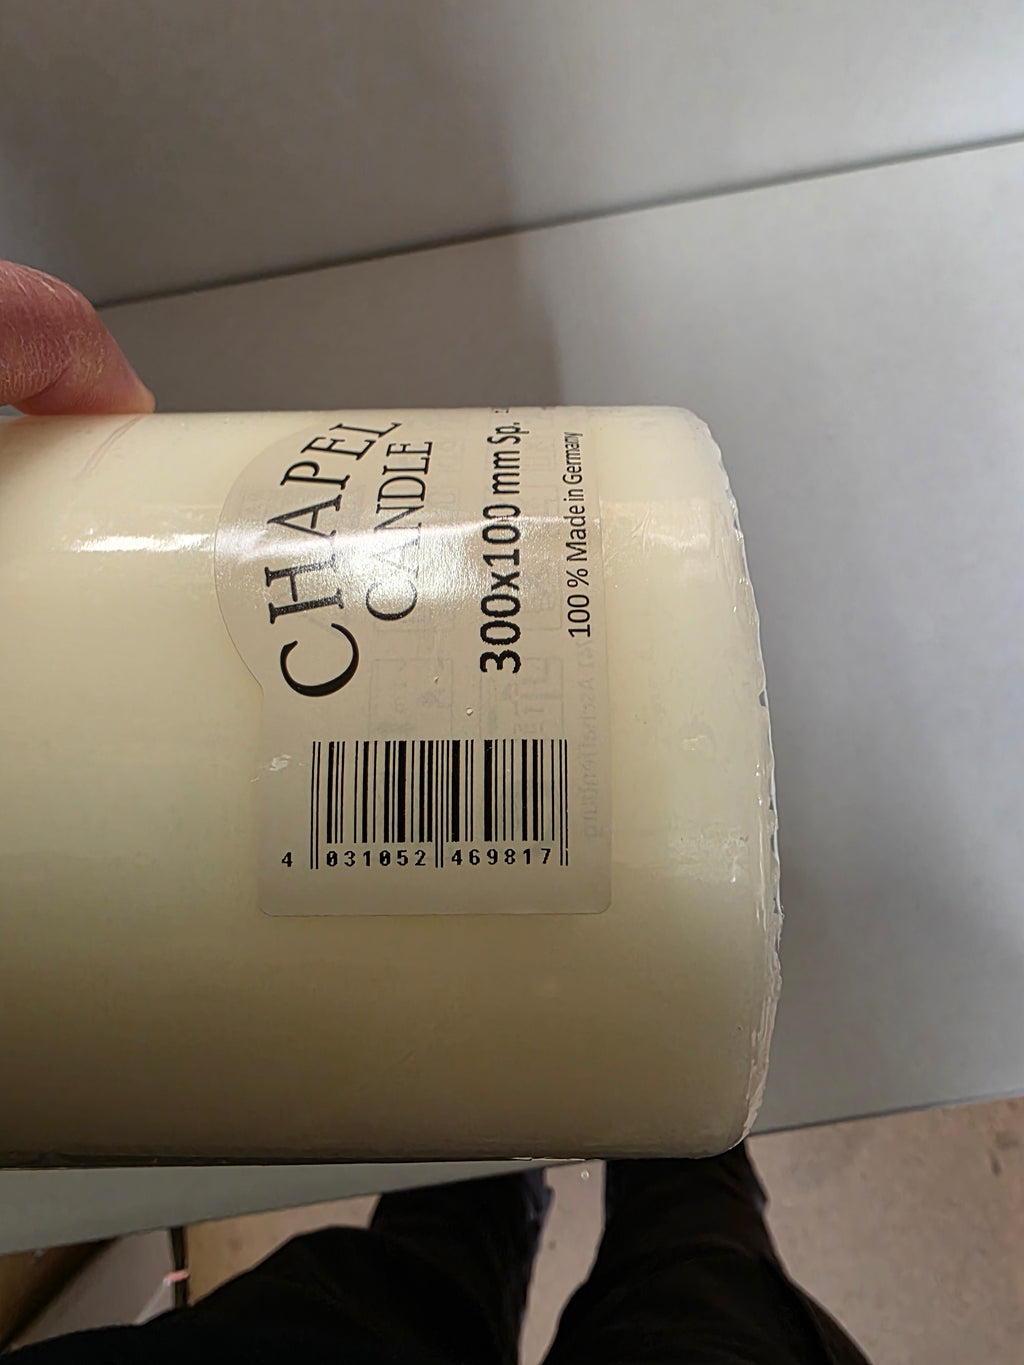 CHAPEL
CANDLE
300x100 mm Sp.
100 % Made in Germany
4 031052 469817